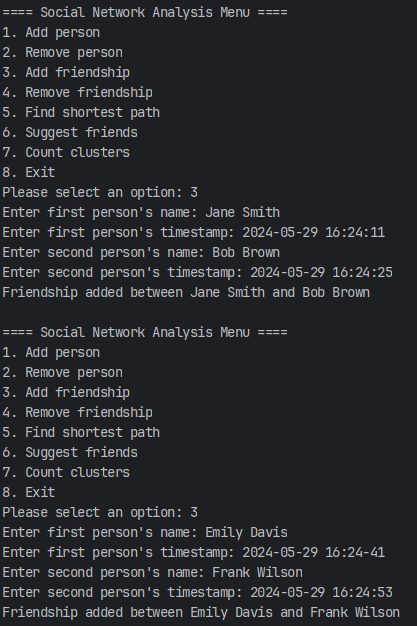 ==== Social Network Analysis Menu ====
1. Add person
2. Remove person
3. Add friendship
4. Remove friendship
5. Find shortest path
6. Suggest friends
7. Count clusters
8. Exit
Please select an option: 3
Enter first person's name: Jane Smith
Enter first person's timestamp: 2024-05-29 16:24:11
Enter second person's name: Bob Brown
Enter second person's timestamp: 2024-05-29 16:24:25
Friendship added between Jane Smith and Bob Brown
==== Social Network Analysis Menu ====
1. Add person
2. Remove person
3. Add friendship
4. Remove friendship
5. Find shortest path
6. Suggest friends
7. Count clusters
8. Exit
Please select an option: 3
Enter first person's name: Emily Davis
Enter first person's timestamp: 2024-05-29 16:24-41
Enter second person's name: Frank Wilson
Enter second person's timestamp: 2024-05-29 16:24:53
Friendship added between Emily Davis and Frank Wilson